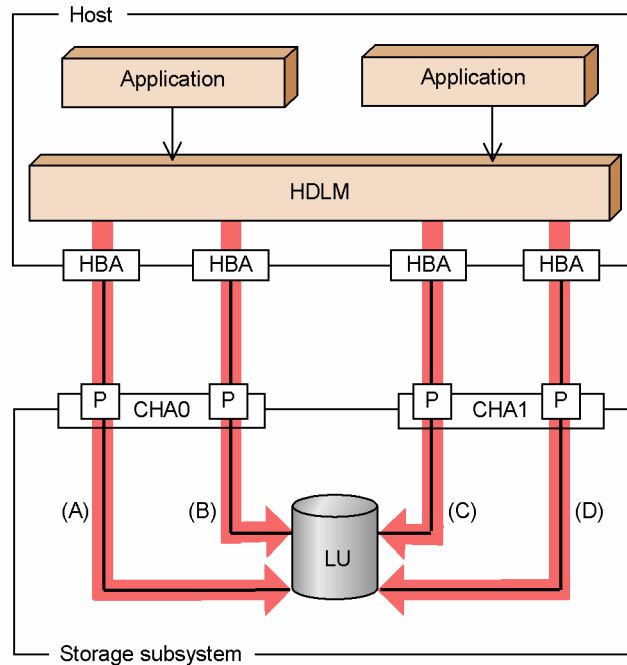 Host
Application
Application
HDLM
HBA
HBA
HBA
HBA
P
CHA0
P
P
CHA1
P
(A)
(B)
(C)
(D)
LU
Storage subsystem